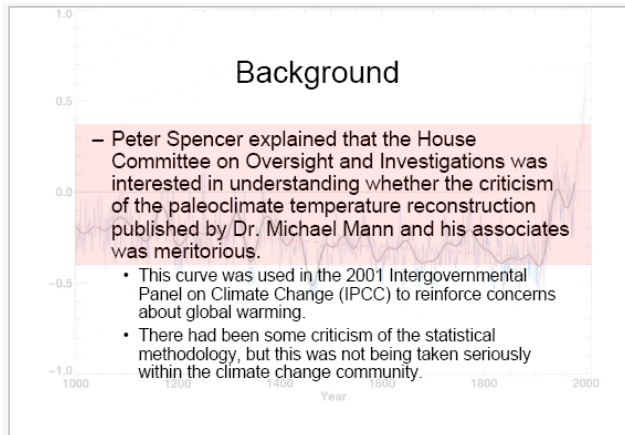 1.0
Background
0.5
– Peter Spencer explained that the House
Committee on Oversight and Investigations was
0.0
interested in understanding whether the criticism
of the paleoclimate temperature reconstruction
published by Dr. Michael Mann and his associates
was meritorious.
−0.5
• This curve was used in the 2001 Intergovernmental
Panel on Climate Change (IPCC) to reinforce concerns
about global warming.
• There had been some criticism of the statistical
methodology, but this was not being taken seriously
−1.0
within the climate change community.
1000 1200 1400 1600 1800 2000
Year